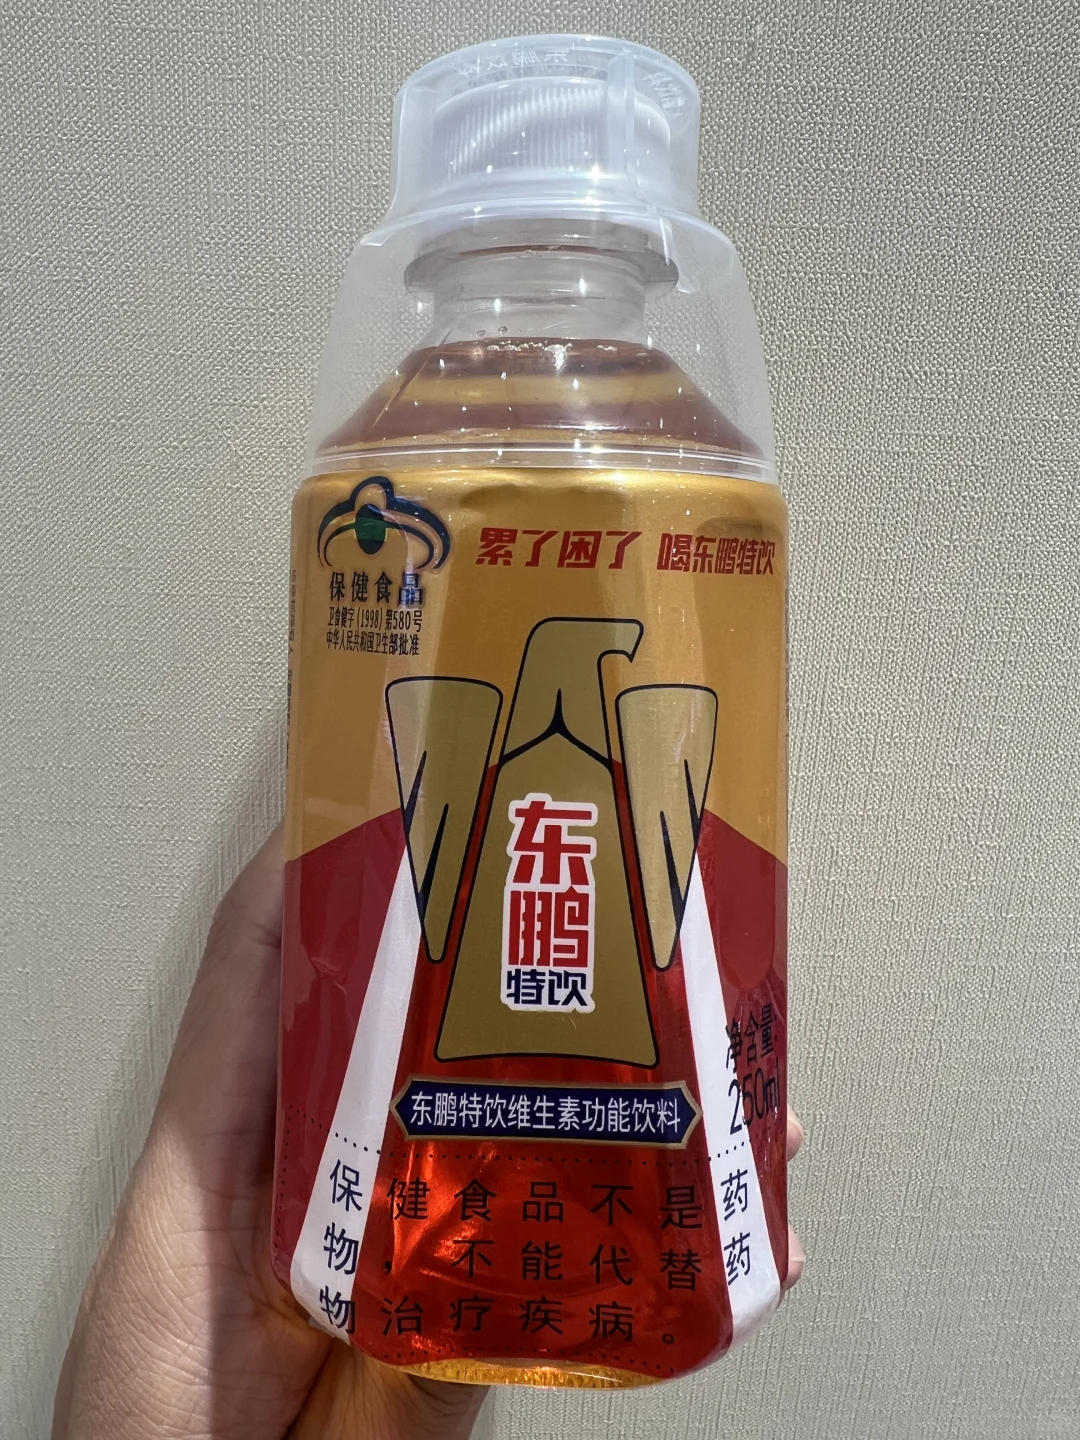 保健食品
卫食健字(1998)第580号
中华人民共和国卫生部批准
累了困了 喝东鹏特饮
东鹏
特饮
净含量:
250ml
东鹏特饮维生素功能饮料
保健食品不是药
物，不能代替药
物治疗疾病。